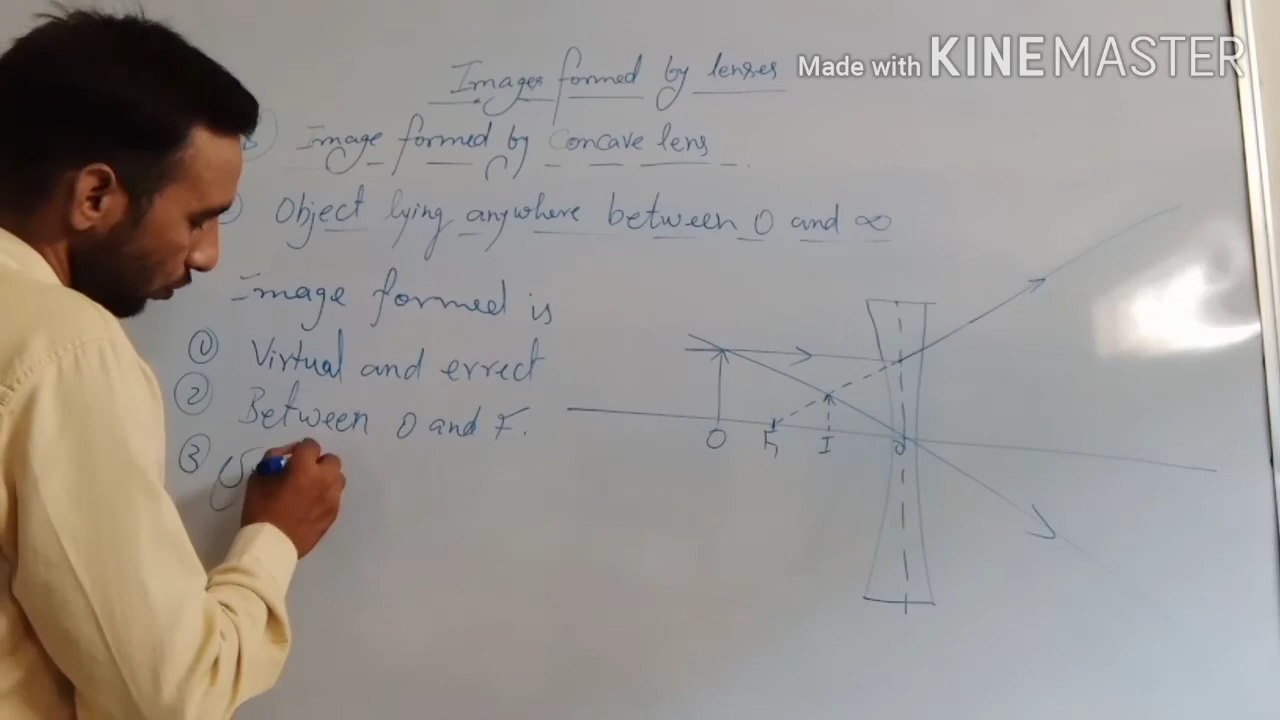 Made with KINEMASTER
Images formed by lenses
Image formed by Concave lens
Object lying anywhere between O and ∞
Image formed is
① Virtual and errect
② Between O and F.
③
O F₁ I O